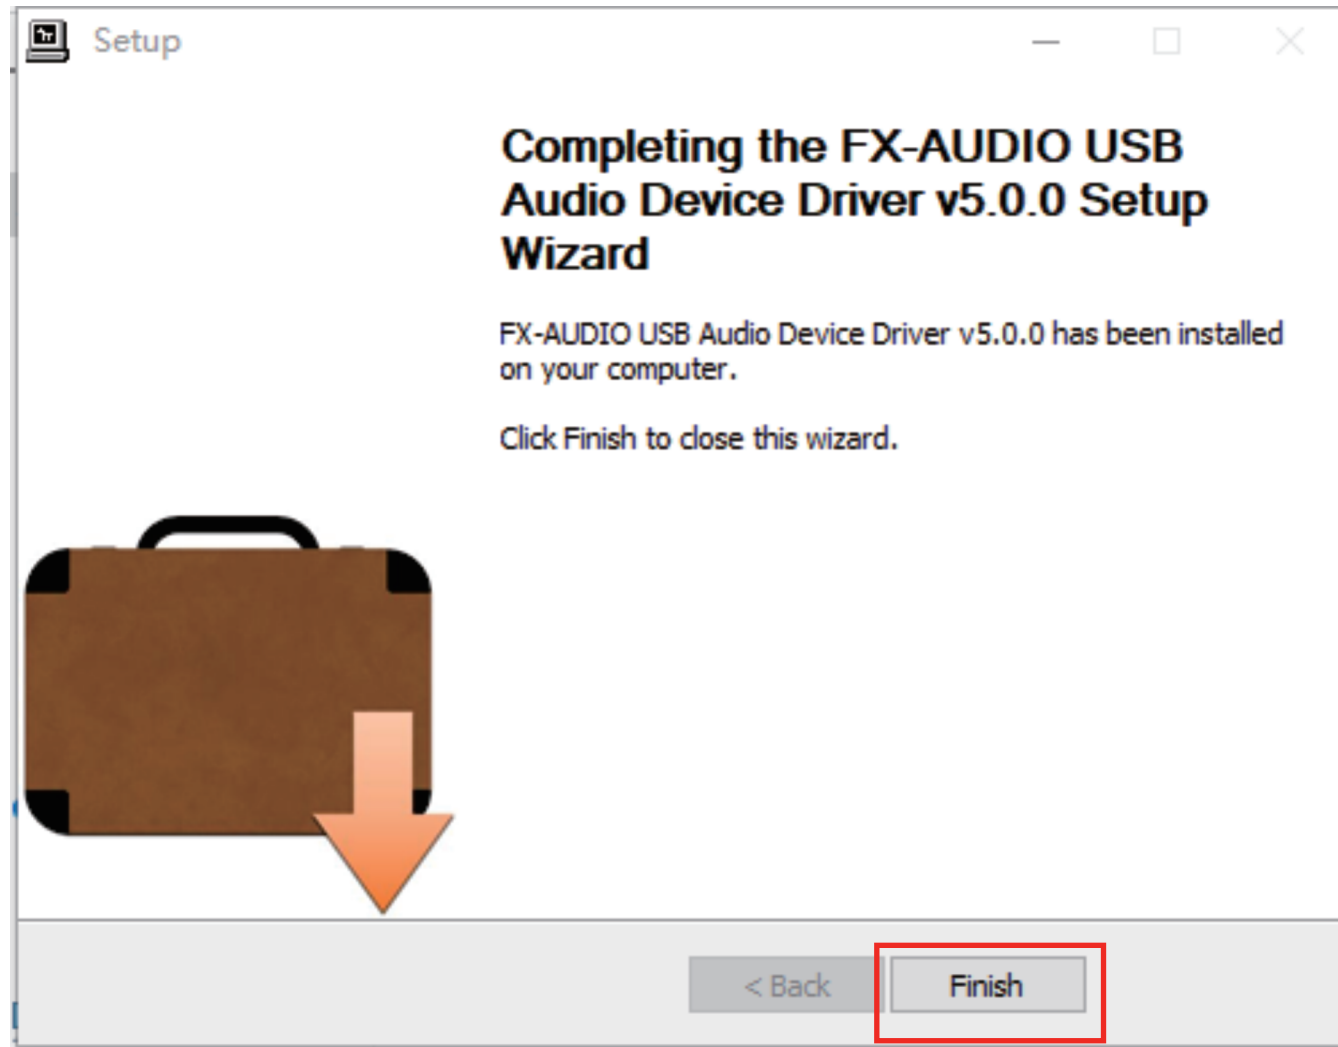 Setup
Completing the FX-AUDIO USB
Audio Device Driver v5.0.0 Setup
Wizard
FX-AUDIO USB Audio Device Driver v5.0.0 has been installed
on your computer.
Click Finish to close this wizard.
< Back
Finish